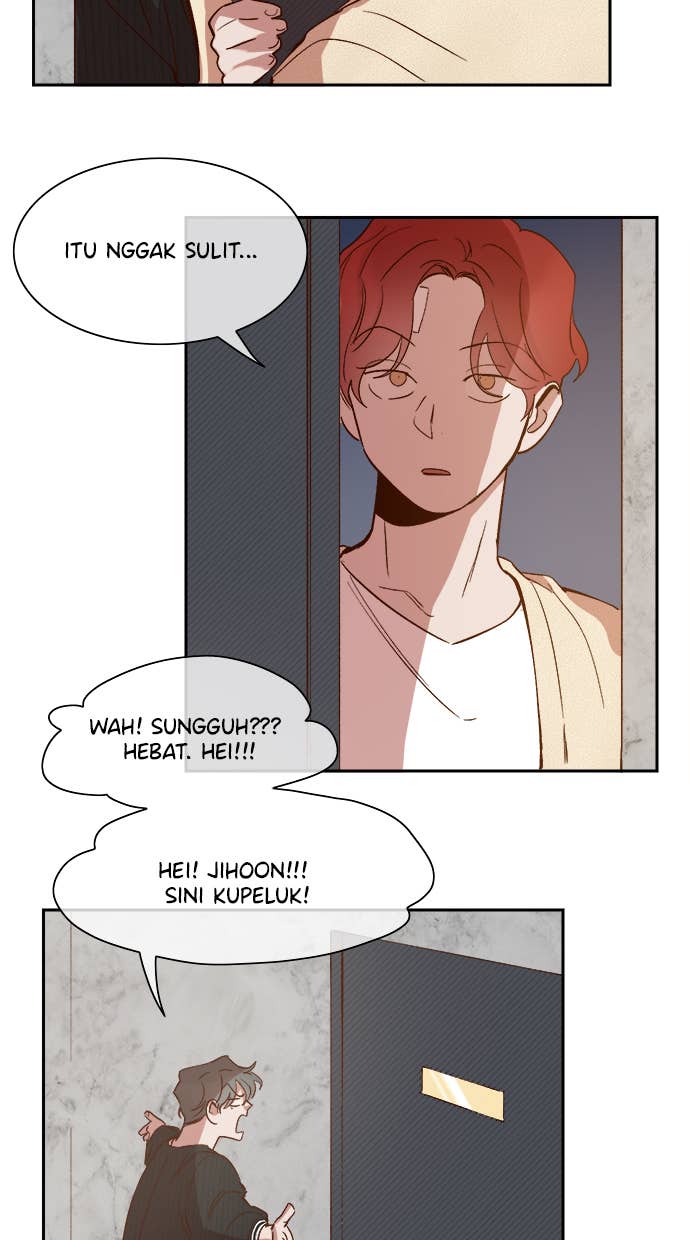 ITU NGGAK SULIT...
WAH! SUNGGUH???
HEBAT. HEI!!!
HEI! JIHOON!!!
SINI KUPELUK!